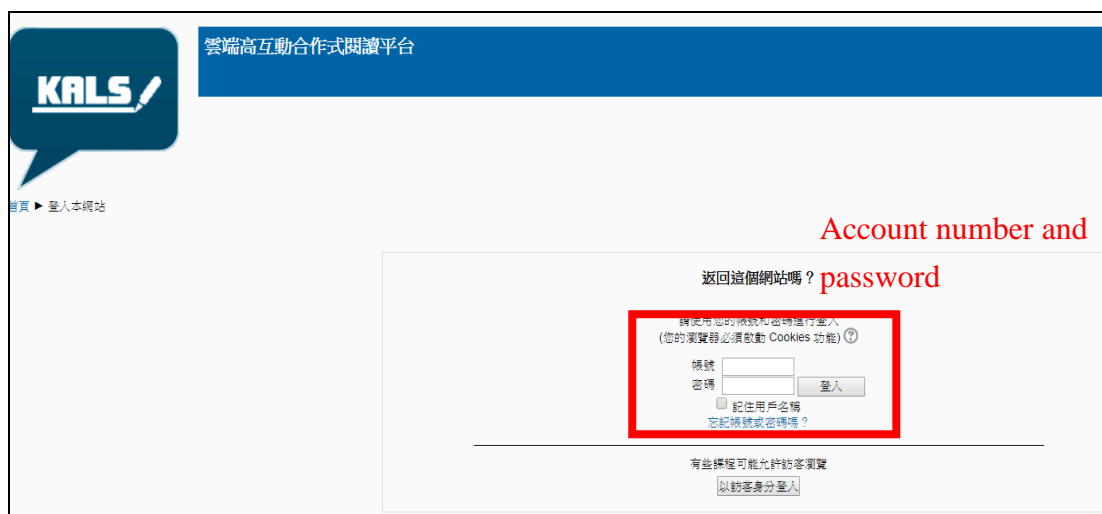 雲端高互動合作式閱讀平台
KALS
首頁 ► 登入本網站
Account number and
password
返回這個網站嗎？
請使用您的帳號和密碼進行登入
(您的瀏覽器必須啟動 Cookies 功能) ?
帳號
密碼 登入
記住用戶名稱
忘記帳號或密碼嗎？
有些課程可能允許訪客瀏覽
以訪客身分登入